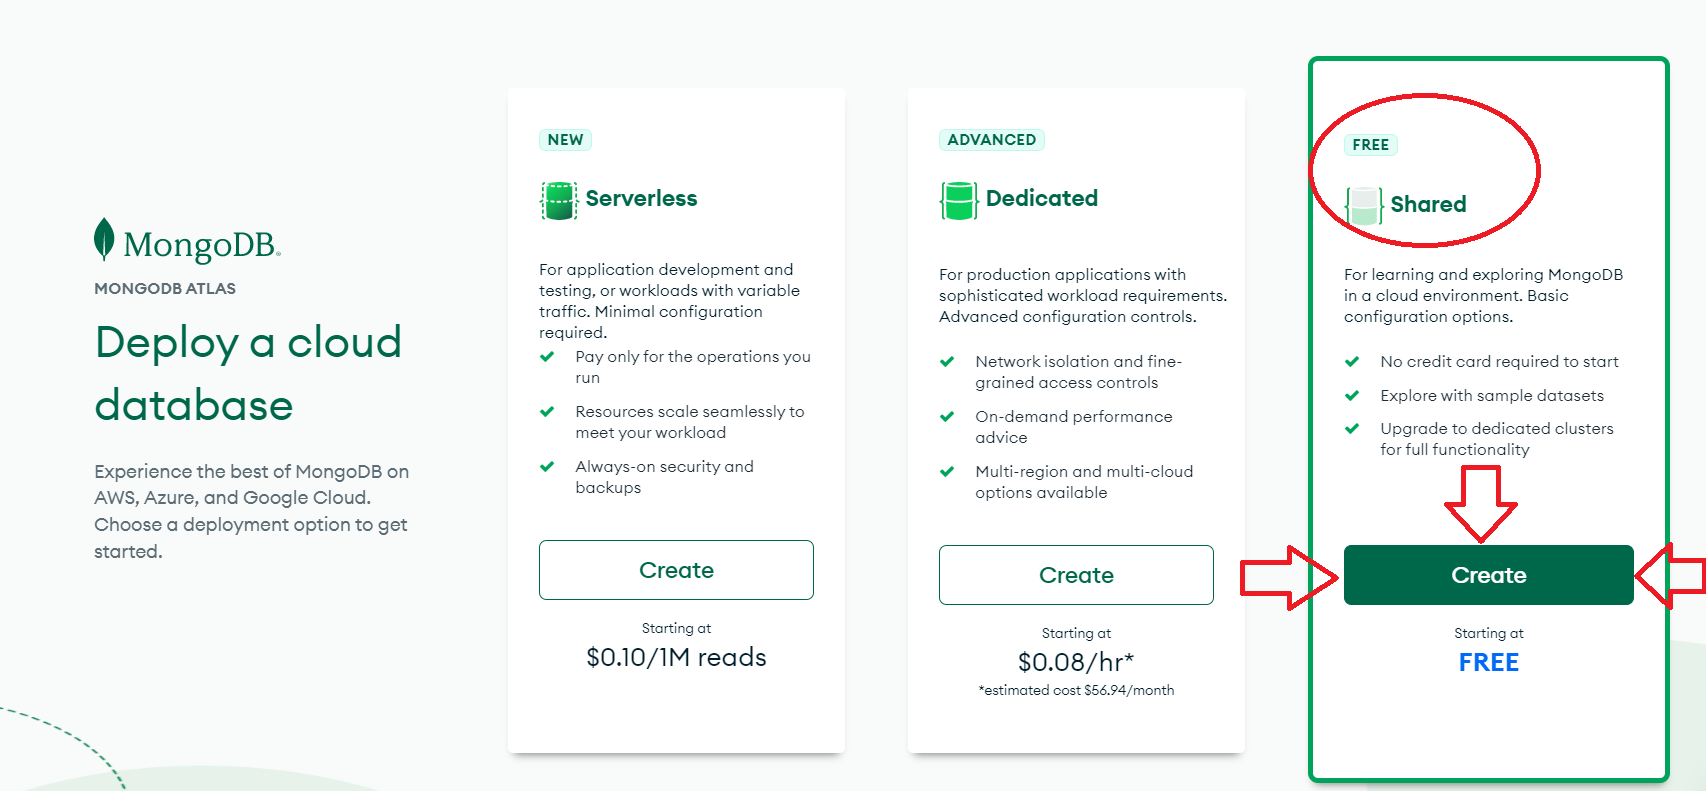 MongoDB®
MONGODB ATLAS
Deploy a cloud
database
Experience the best of MongoDB on
AWS, Azure, and Google Cloud.
Choose a deployment option to get
started.
NEW
Serverless
For application development and
testing, or workloads with variable
traffic. Minimal configuration
required.
Pay only for the operations you
run
Resources scale seamlessly to
meet your workload
Always-on security and
backups
Create
Starting at
$0.10/1M reads
ADVANCED
Dedicated
For production applications with
sophisticated workload requirements.
Advanced configuration controls.
Network isolation and fine-
grained access controls
On-demand performance
advice
Multi-region and multi-cloud
options available
Create
Starting at
$0.08/hr*
*estimated cost $56.94/month
FREE
Shared
For learning and exploring MongoDB
in a cloud environment. Basic
configuration options.
No credit card required to start
Explore with sample datasets
Upgrade to dedicated clusters
for full functionality
Create
Starting at
FREE